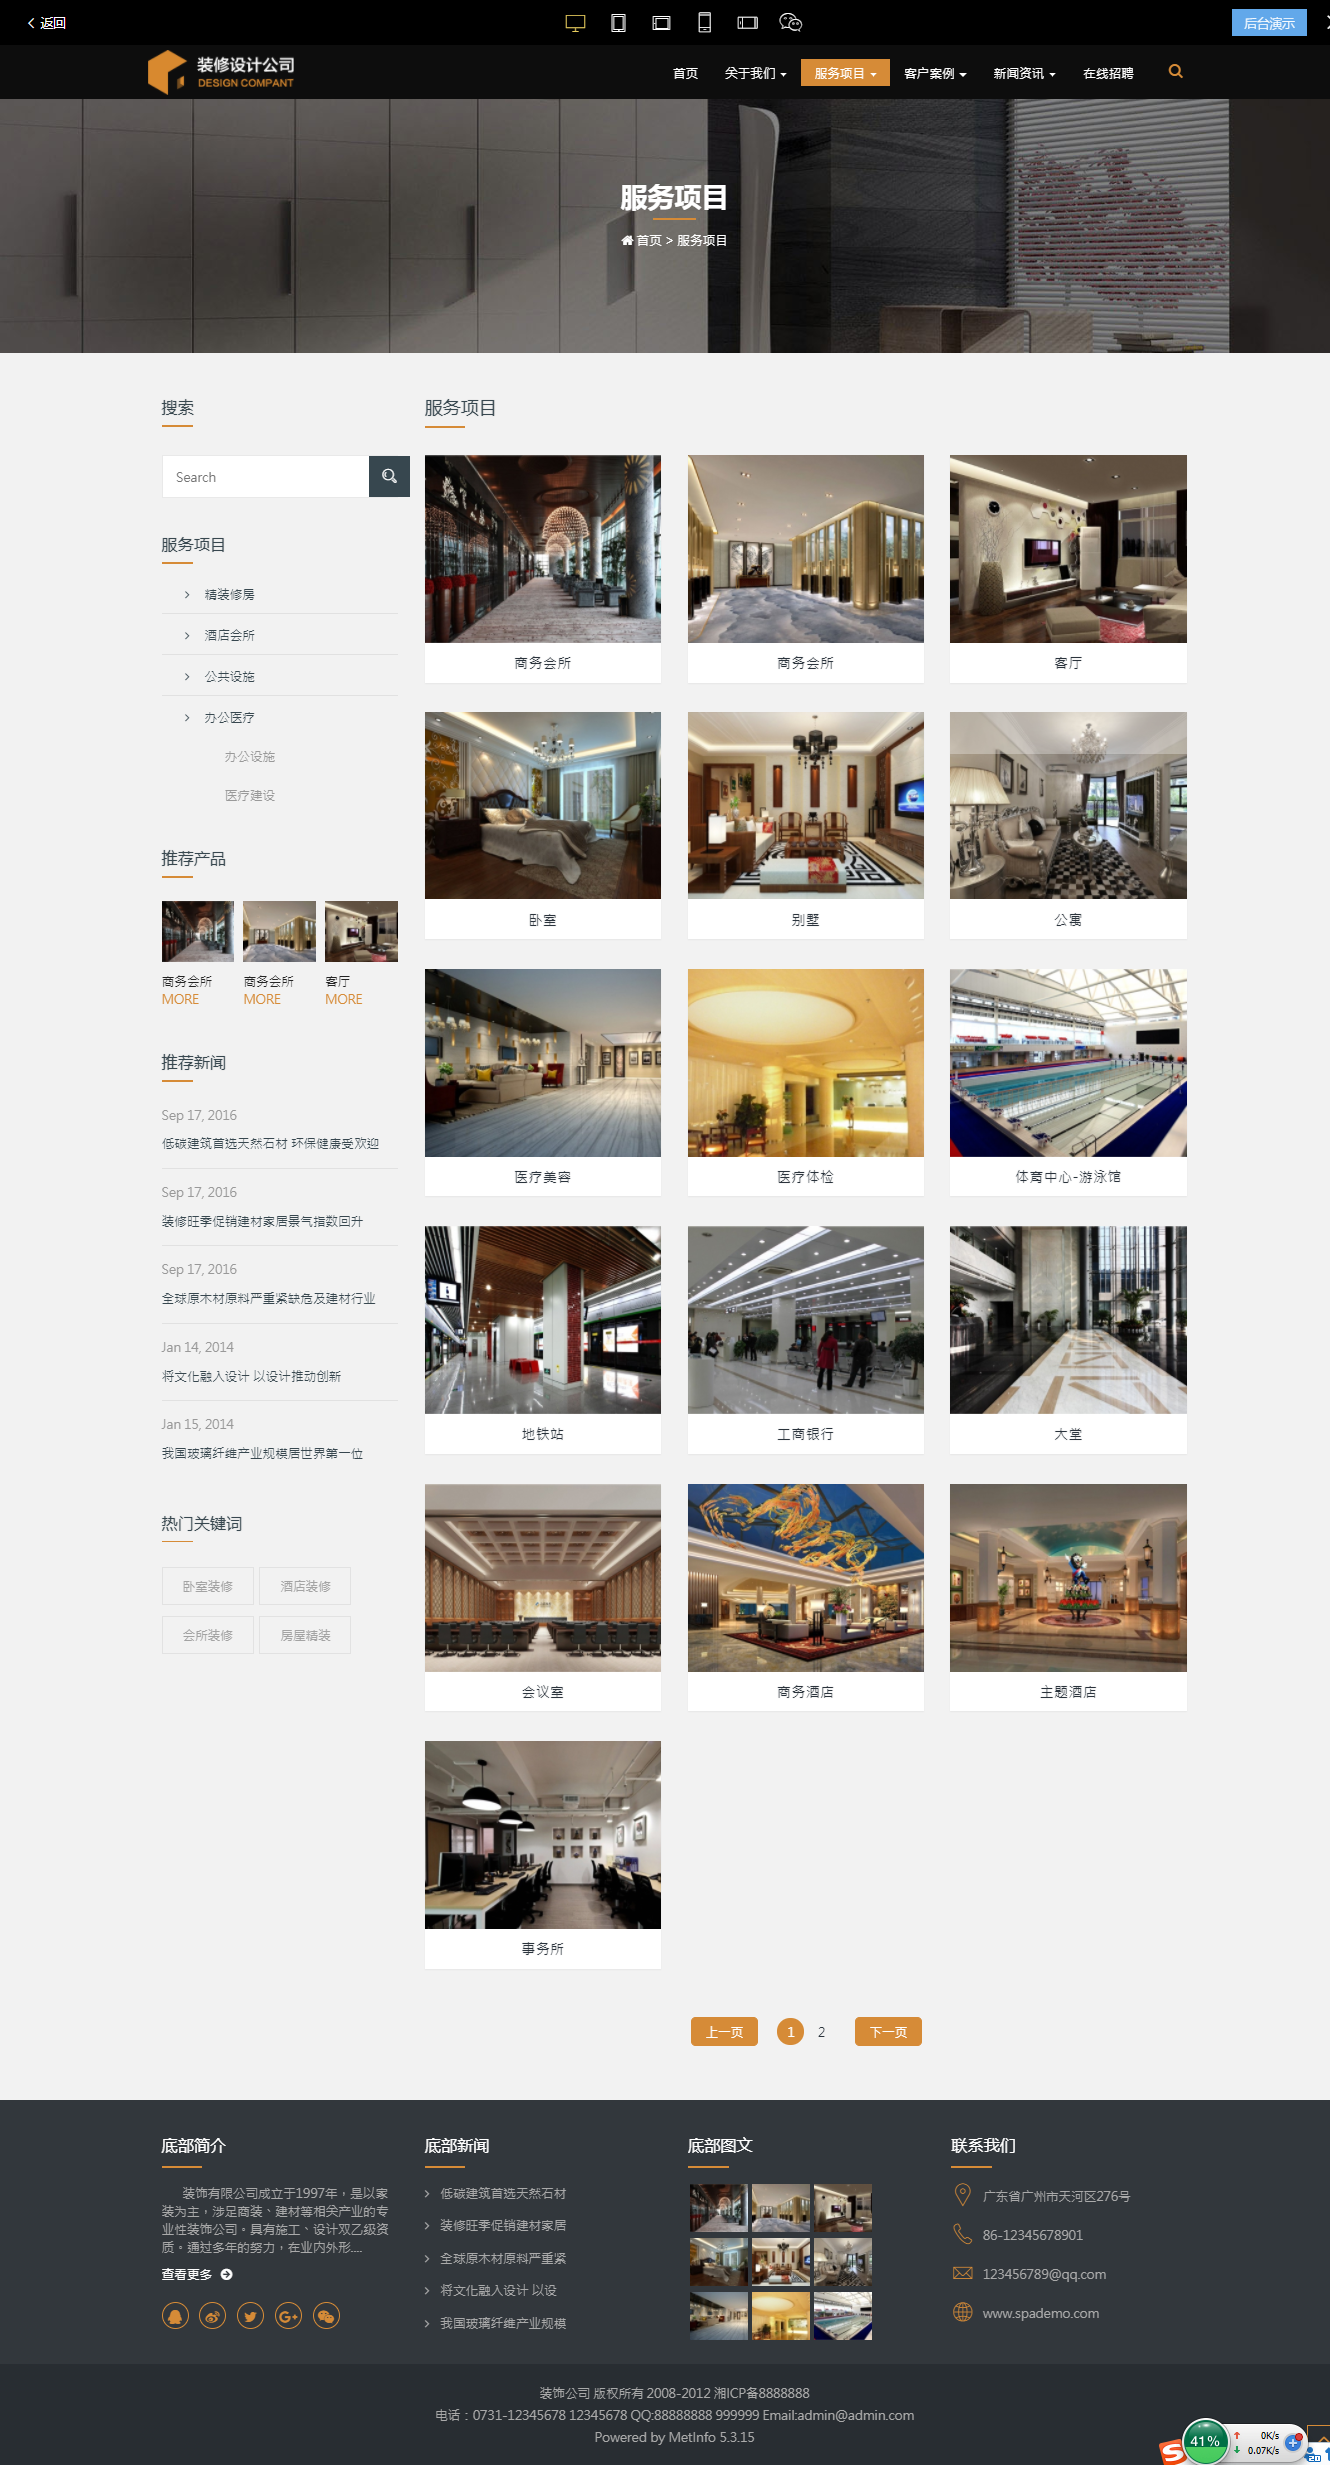 返回
后台演示
装修设计公司
DESIGN COMPANT
首页
关于我们
服务项目
客户案例
新闻资讯
在线招聘
服务项目
首页 > 服务项目
搜索
Search
服务项目
精装修房
酒店会所
公共设施
办公医疗
办公设施
医疗建设
推荐产品
商务会所
MORE
商务会所
MORE
客厅
MORE
推荐新闻
Sep 17, 2016
低碳建筑首选天然石材 环保健康受欢迎
Sep 17, 2016
装修旺季促销建材家居景气指数回升
Sep 17, 2016
全球原木材原料严重紧缺危及建材行业
Jan 14, 2014
将文化融入设计 以设计推动创新
Jan 15, 2014
我国玻璃纤维产业规模居世界第一位
热门关键词
卧室装修
酒店装修
会所装修
房屋精装
服务项目
商务会所
商务会所
客厅
卧室
别墅
公寓
医疗美容
医疗体检
体育中心-游泳馆
地铁站
工商银行
大堂
会议室
商务酒店
主题酒店
事务所
上一页
1
2
下一页
底部简介
装饰有限公司成立于1997年，是以家
装为主，涉足商装、建材等相关产业的专
业性装饰公司。具有施工、设计双乙级资
质。通过多年的努力，在业内外形....
查看更多
底部新闻
低碳建筑首选天然石材
装修旺季促销建材家居
全球原木材原料严重紧
将文化融入设计 以设
我国玻璃纤维产业规模
底部图文
联系我们
广东省广州市天河区276号
86-12345678901
123456789@qq.com
www.spademo.com
装饰公司 版权所有 2008-2012 湘ICP备8888888
电话：0731-12345678 12345678 QQ:88888888 999999 Email:admin@admin.com
Powered by MetInfo 5.3.15
41%
0K/s
0.07K/s